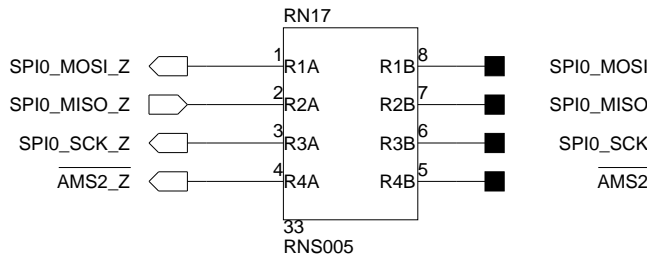 RN17
SPI0_MOSI_Z 1 R1A R1B 8 SPI0_MOSI
SPI0_MISO_Z 2 R2A R2B 7 SPI0_MISO
SPI0_SCK_Z 3 R3A R3B 6 SPI0_SCK
AMS2_Z 4 R4A R4B 5 AMS2
33
RNS005